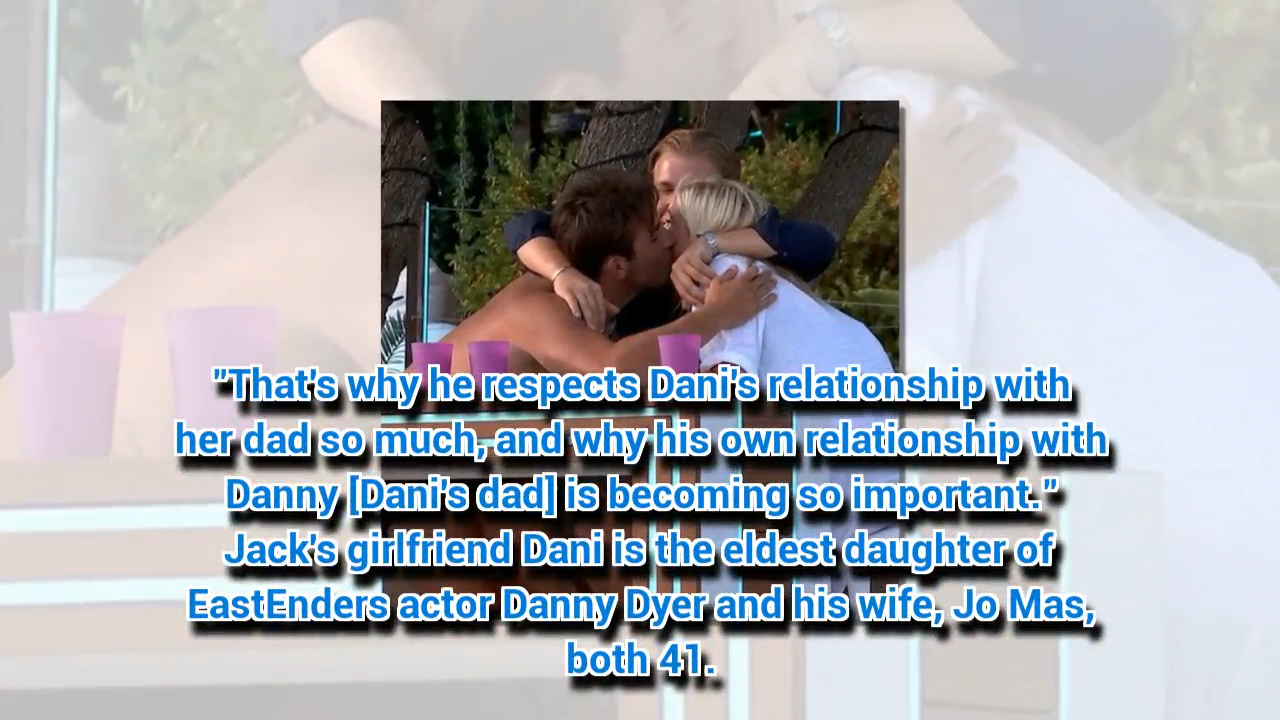 "That's why he respects Dani's relationship with
her dad so much, and why his own relationship with
Danny [Dani's dad] is becoming so important."
Jack's girlfriend Dani is the eldest daughter of
EastEnders actor Danny Dyer and his wife, Jo Mas,
both 41.